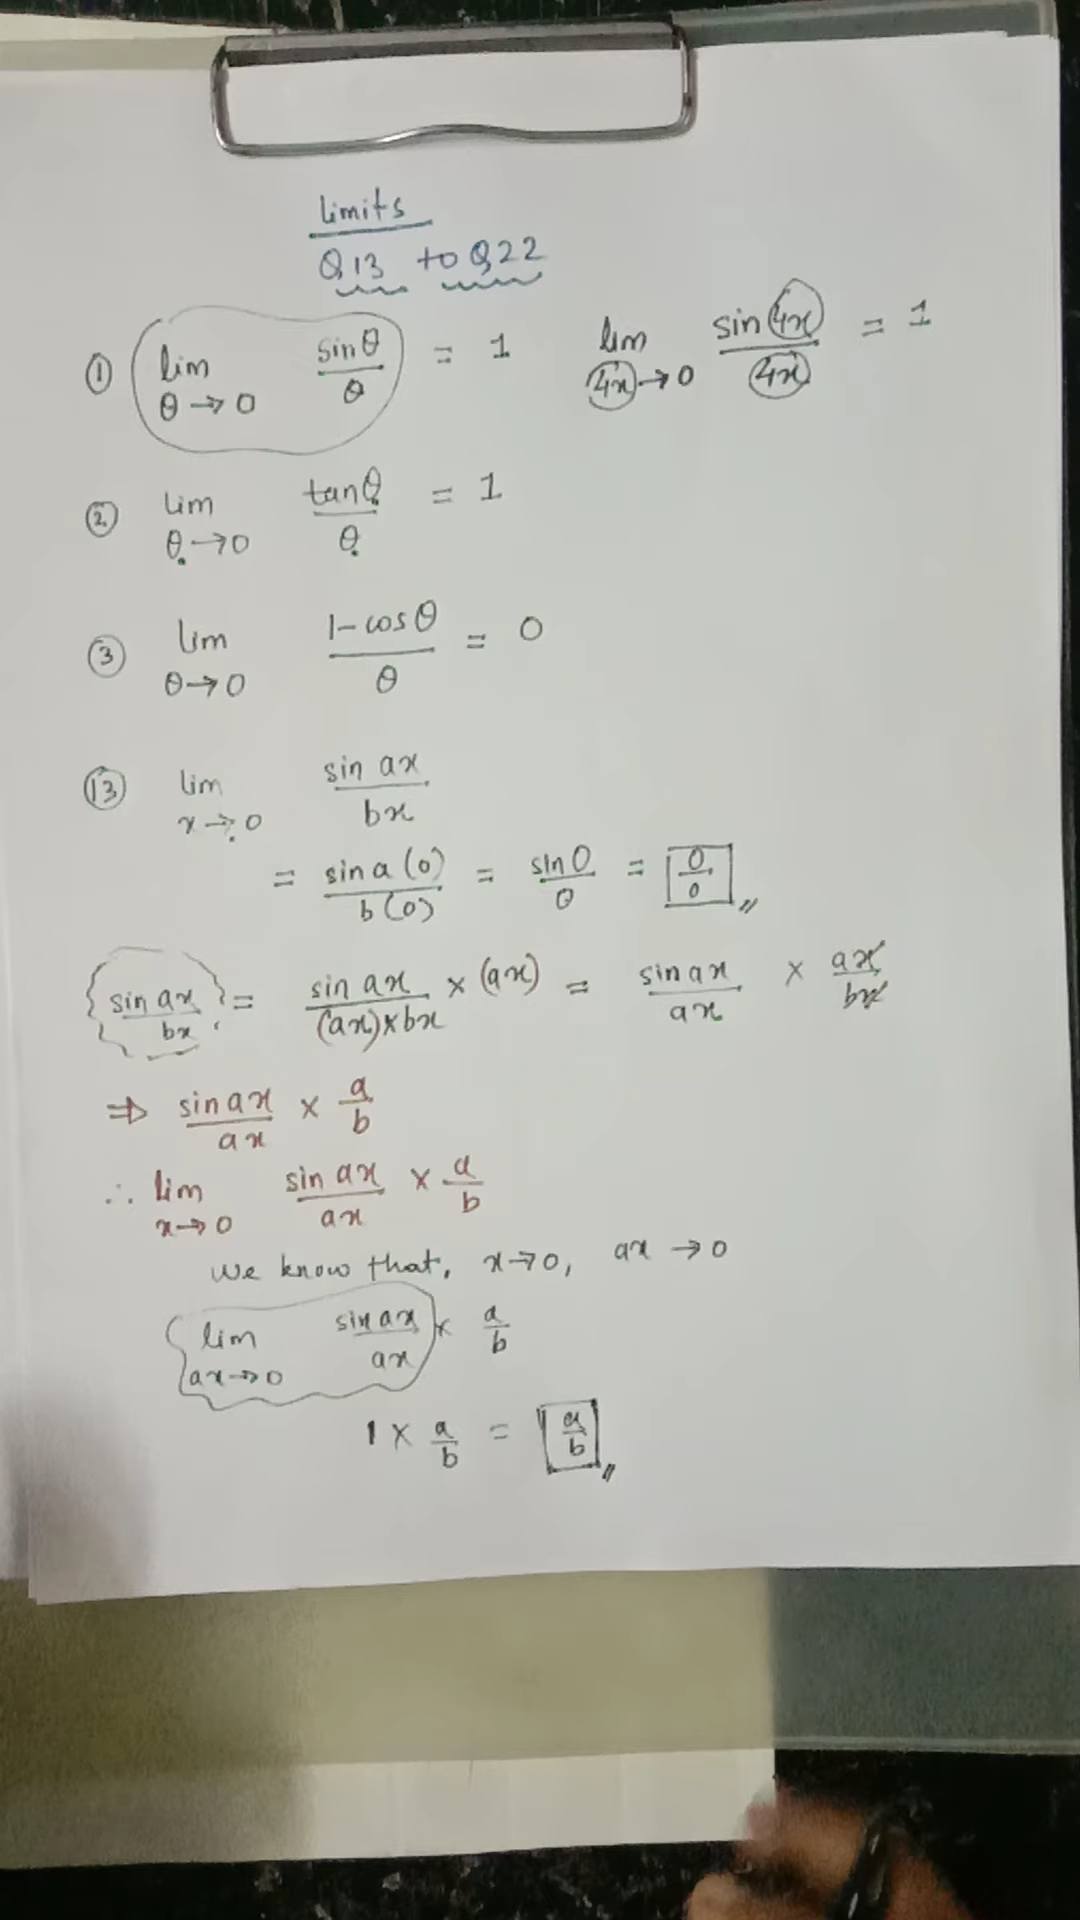 Limits
Q13 to Q22
① lim θ→0 sinθ/θ = 1 lim 4x→0 sin(4x)/(4x) = 1
② lim θ→0 tanθ/θ = 1
③ lim θ→0 1-cosθ/θ = 0
⑬ lim x→0 sin ax/bx
= sin a(0)/b(0) = sin0/0 = 0/0
sin ax/bx = sin ax/(ax)×bx × (ax) = sin ax/ax × ax/bx
⇒ sin ax/ax × a/b
∴ lim x→0 sin ax/ax × a/b
We know that, x→0, ax→0
lim ax→0 sin ax/ax × a/b
1 × a/b = a/b